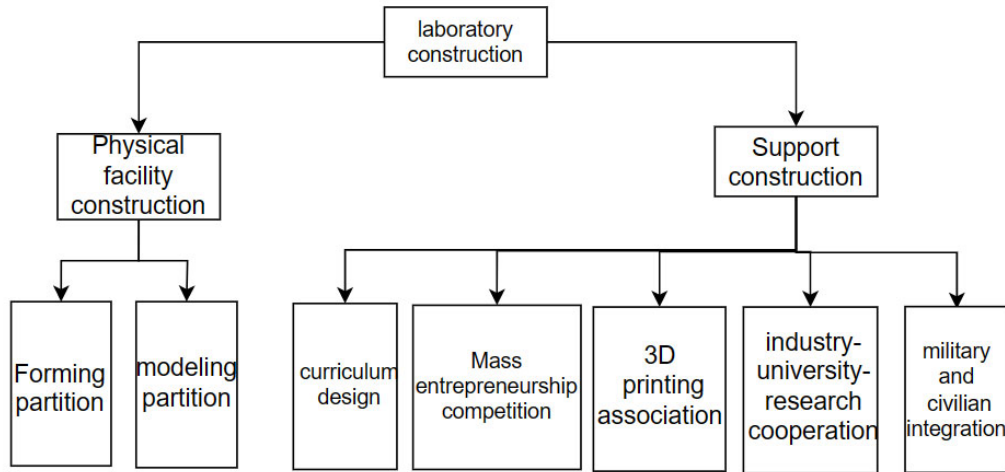 laboratory
construction
Physical
facility
construction
Support
construction
Forming
partition
modeling
partition
curriculum
design
Mass
entrepreneurship
competition
3D
printing
association
industry-
university-
research
cooperation
military
and
civilian
integration